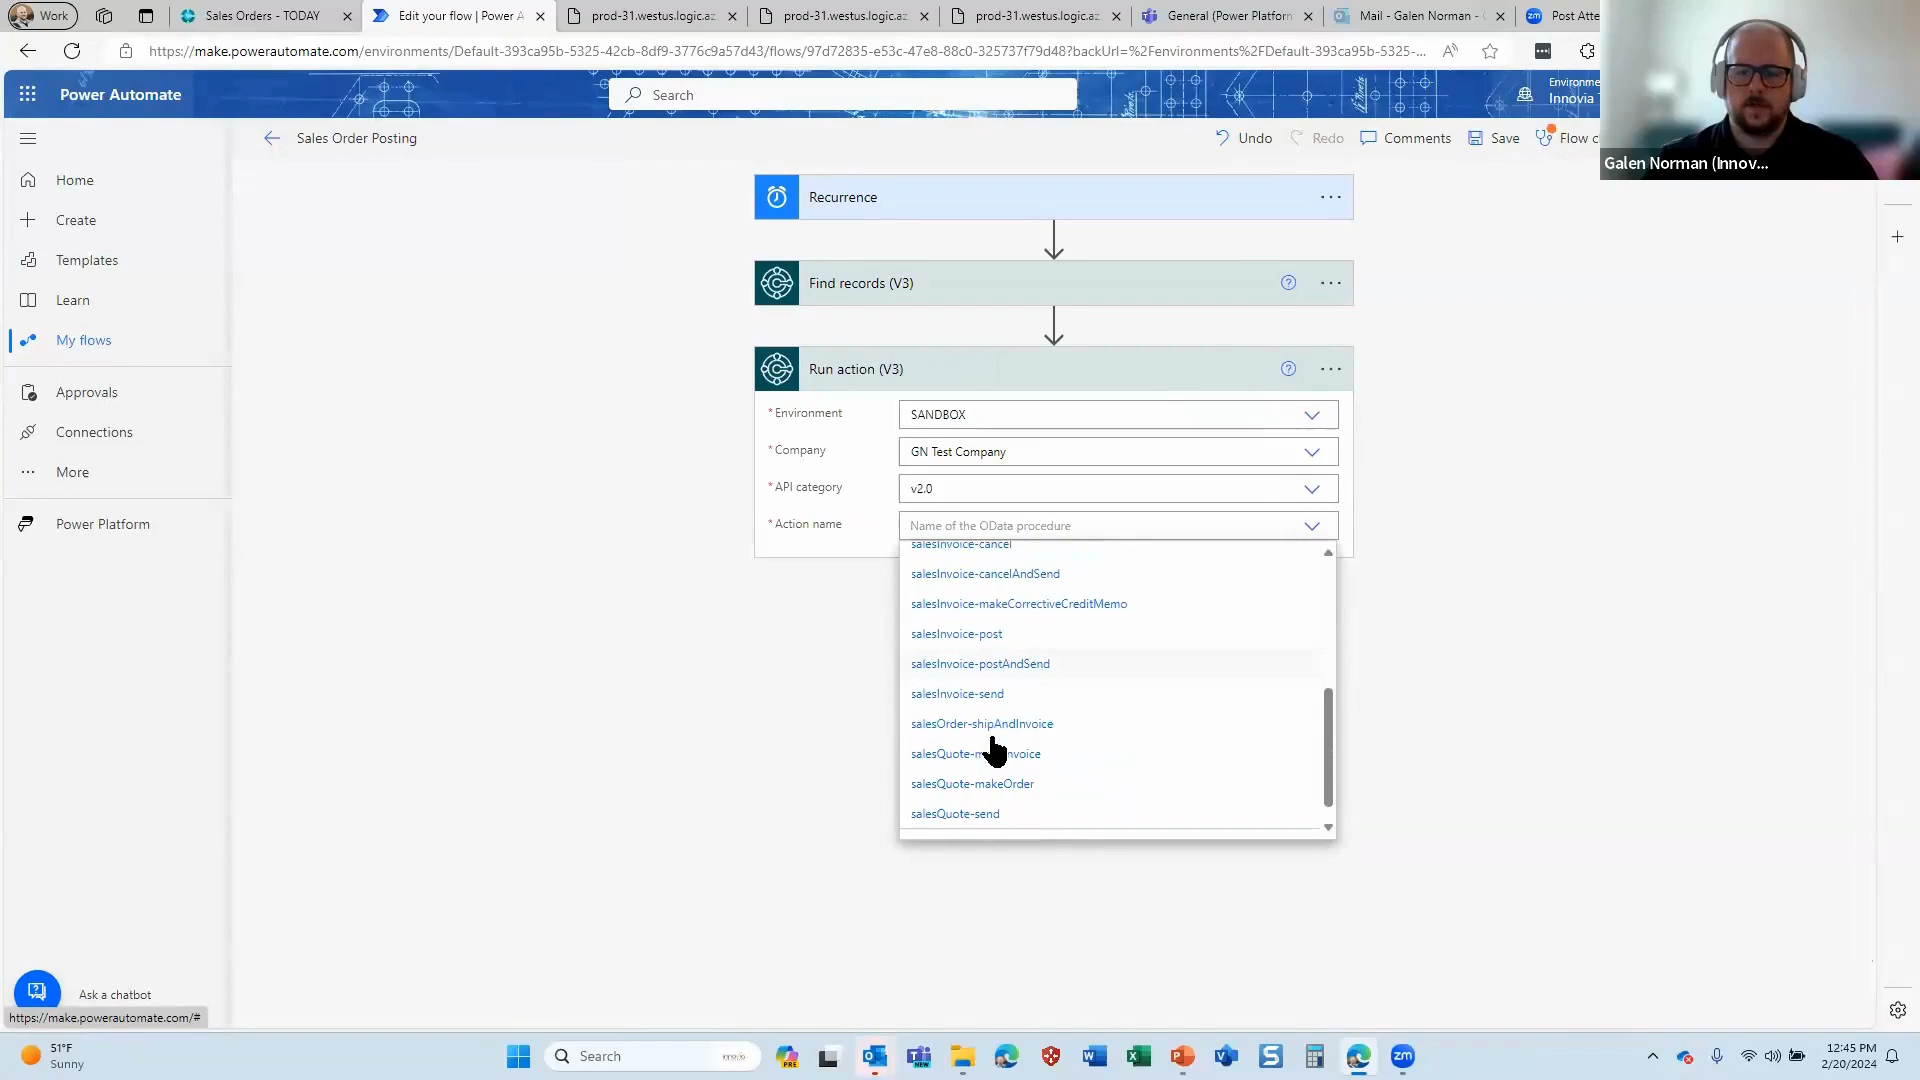 Work
Sales Orders - TODAY
Edit your flow | Power A
prod-31.westus.logic.az
prod-31.westus.logic.az
prod-31.westus.logic.az
General (Power Platform
Mail - Galen Norman -
zm Post Atte
https://make.powerautomate.com/environments/Default-393ca95b-5325-42cb-8df9-3776c9a57d43/flows/97d72835-e53c-47e8-88c0-325737f79d48?backUrl=%2Fenvironments%2FDefault-393ca95b-5325-...
Power Automate
Search
Environme
Innovia T
Galen Norman (Innov...
Sales Order Posting
Undo
Redo
Comments
Save
Flow c
Home
Create
Templates
Learn
My flows
Approvals
Connections
More
Power Platform
Recurrence
Find records (V3)
Run action (V3)
* Environment
SANDBOX
* Company
GN Test Company
* API category
v2.0
* Action name
Name of the OData procedure
salesInvoice-cancel
salesInvoice-cancelAndSend
salesInvoice-makeCorrectiveCreditMemo
salesInvoice-post
salesInvoice-postAndSend
salesInvoice-send
salesOrder-shipAndInvoice
salesQuote-m nvoice
salesQuote-makeOrder
salesQuote-send
Ask a chatbot
https://make.powerautomate.com/#
51°F
Sunny
Search
PRE
NEW
zm
12:45 PM
2/20/2024